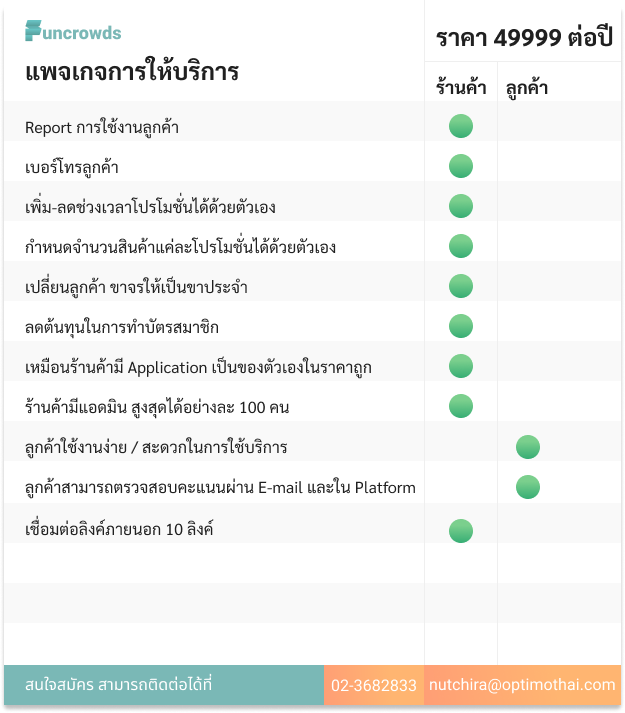 Funcrowds
ราคา 49999 ต่อปี
แพจเกจการให้บริการ
ร้านค้า ลูกค้า
Report การใช้งานลูกค้า
เบอร์โทรลูกค้า
เพิ่ม-ลดช่วงเวลาโปรโมชั่นได้ด้วยตัวเอง
กำหนดจำนวนสินค้าแค่ละโปรโมชั่นได้ด้วยตัวเอง
เปลี่ยนลูกค้า ขาจรให้เป็นขาประจำ
ลดต้นทุนในการทำบัตรสมาชิก
เหมือนร้านค้ามี Application เป็นของตัวเองในราคาถูก
ร้านค้ามีแอดมิน สูงสุดได้อย่างละ 100 คน
ลูกค้าใช้งานง่าย / สะดวกในการใช้บริการ
ลูกค้าสามารถตรวจสอบคะแนนผ่าน E-mail และใน Platform
เชื่อมต่อลิงค์ภายนอก 10 ลิงค์
สนใจสมัคร สามารถติดต่อได้ที่ 02-3682833 nutchira@optimothai.com